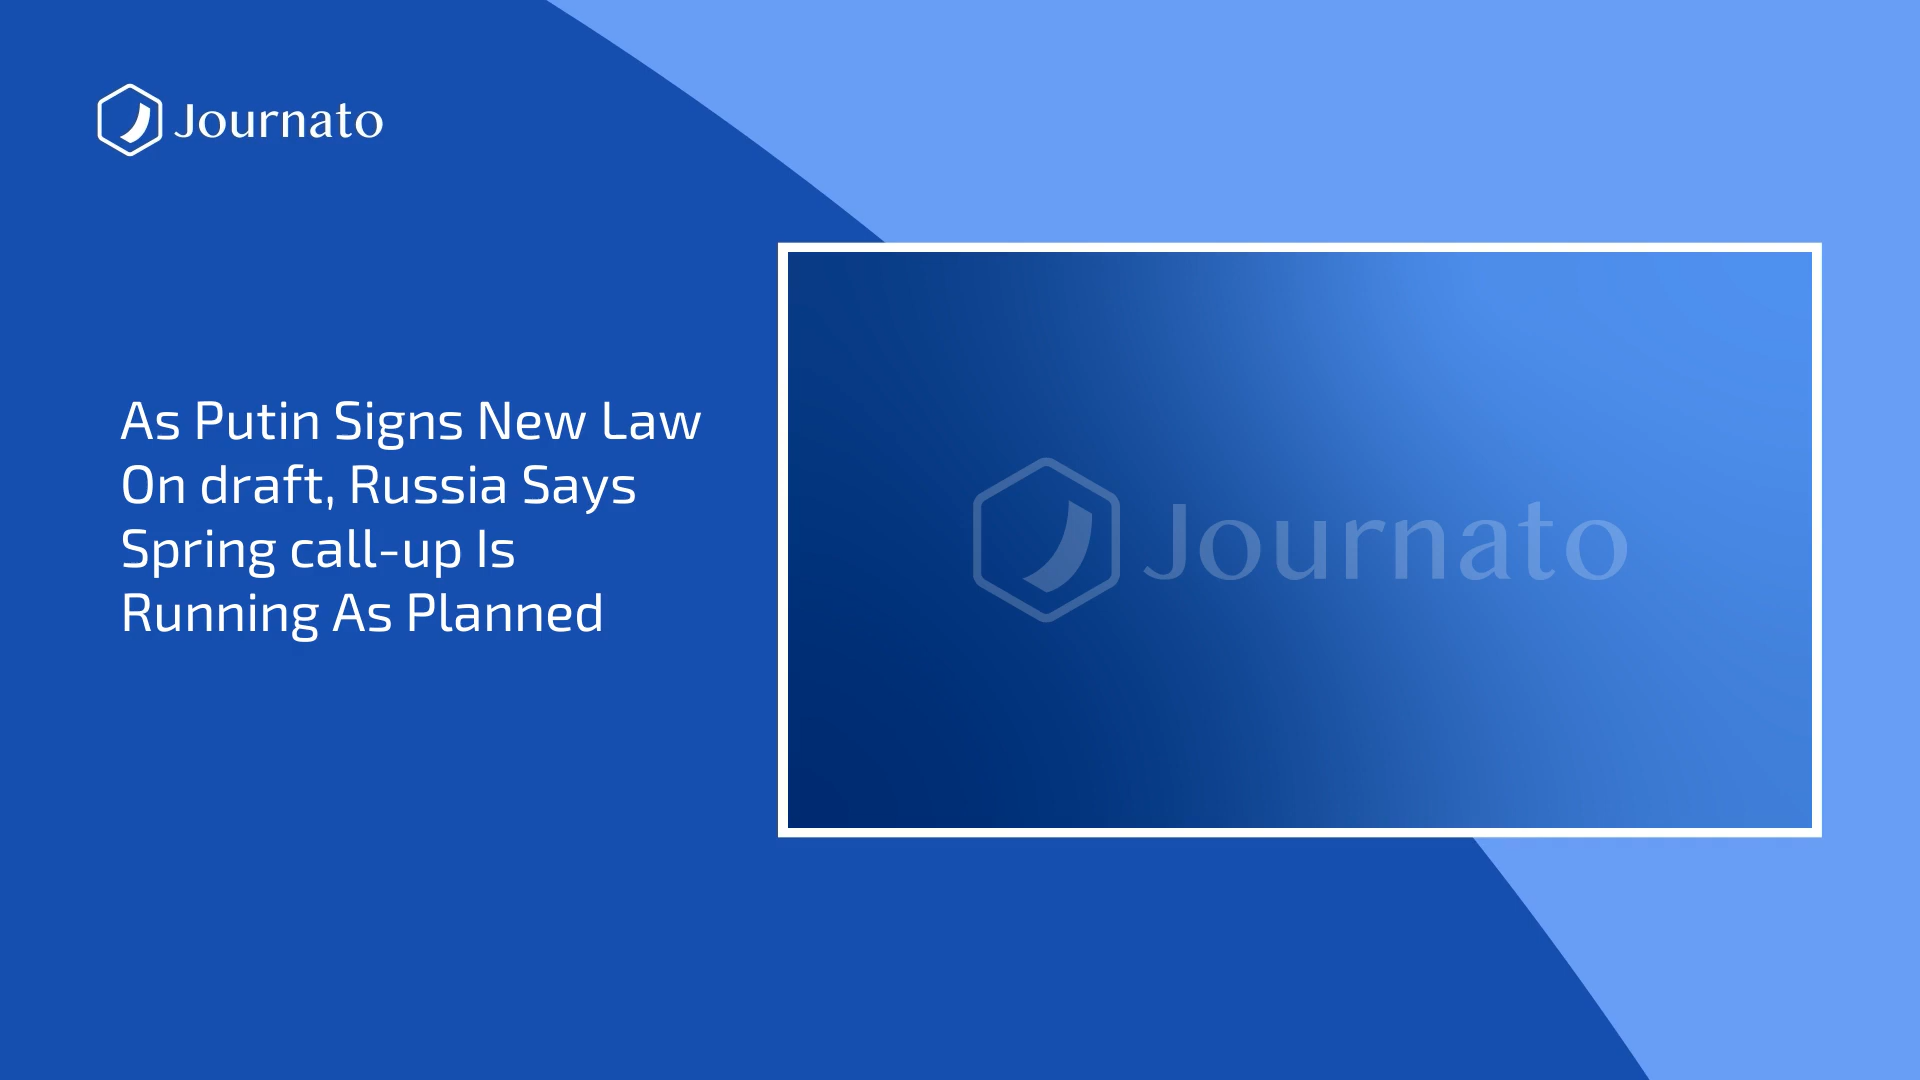 Journato
As Putin Signs New Law
On draft, Russia Says
Spring call-up Is
Running As Planned
Journato